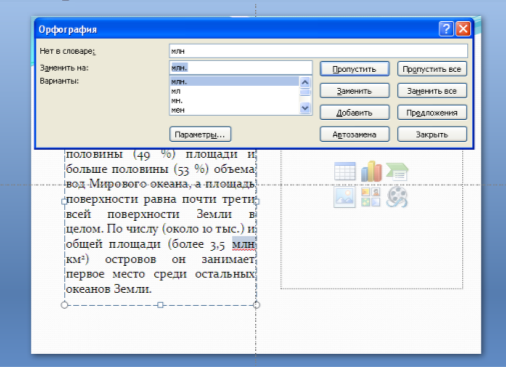 Орфография
Нет в словаре:
млн
Заменить на:
млн.
Пропустить
Пропустить все
Варианты:
млн.
мл
мн.
мен
Заменить
Заменить все
Добавить
Предложения
Параметры...
Автозамена
Закрыть
половины (49 %) площади и
больше половины (53 %) объема
вод Мирового океана, а площадь
поверхности равна почти трети
всей поверхности Земли в
целом. По числу (около 10 тыс.) и
общей площади (более 3,5 млн
км²) островов он занимает
первое место среди остальных
океанов Земли.